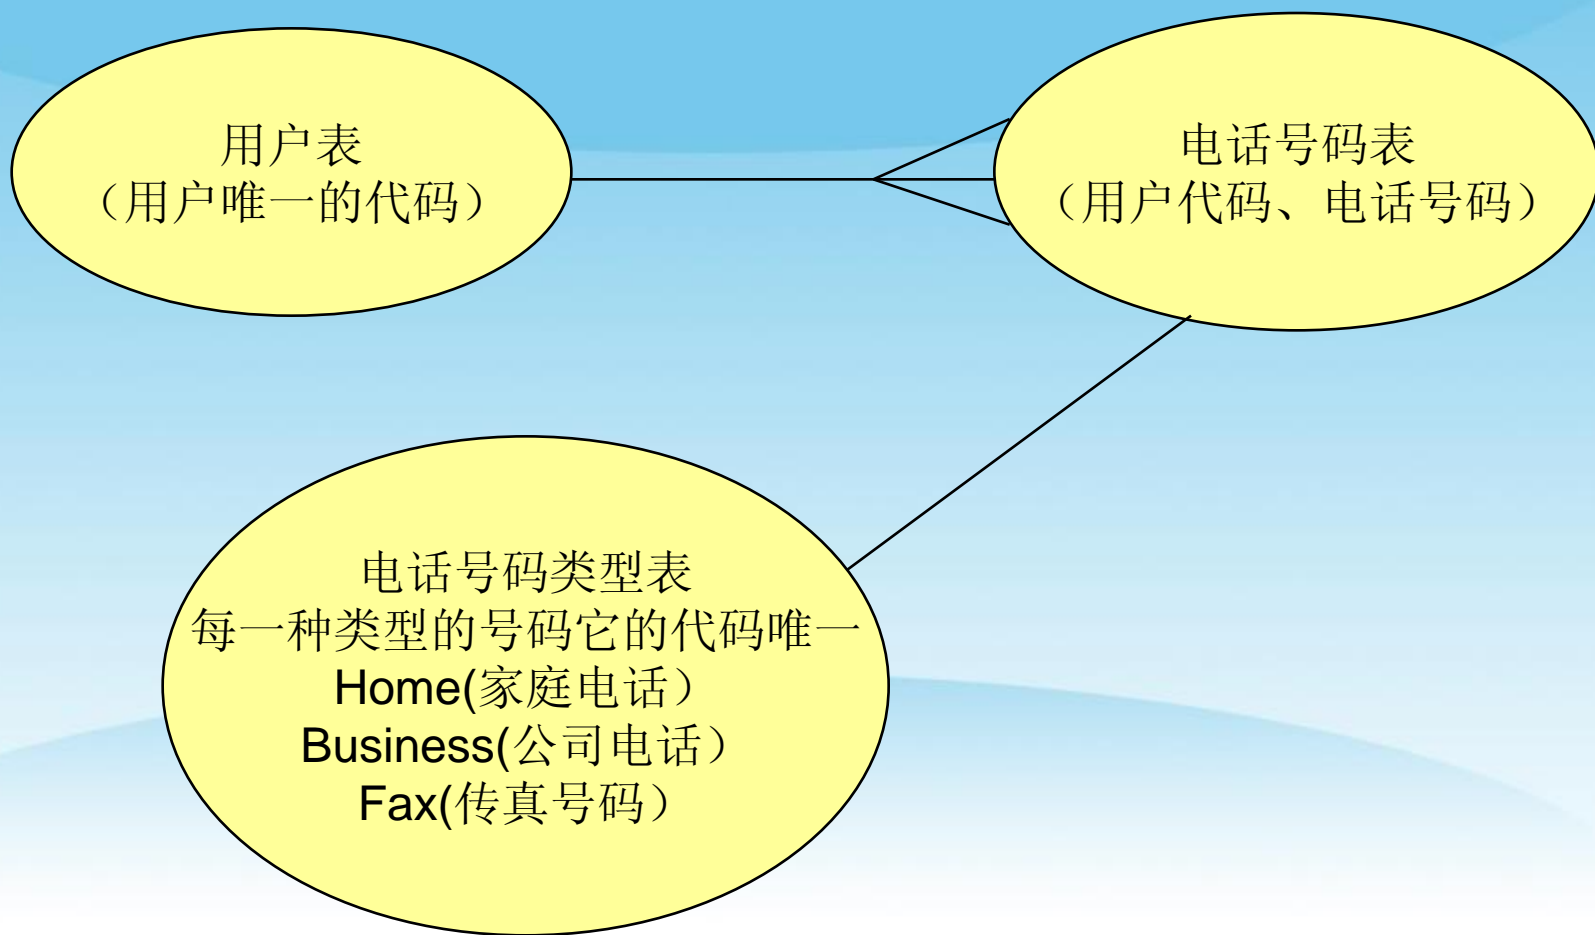 用户表
（用户唯一的代码）
电话号码表
（用户代码、电话号码）
电话号码类型表
每一种类型的号码它的代码唯一
Home(家庭电话）
Business(公司电话）
Fax(传真号码）